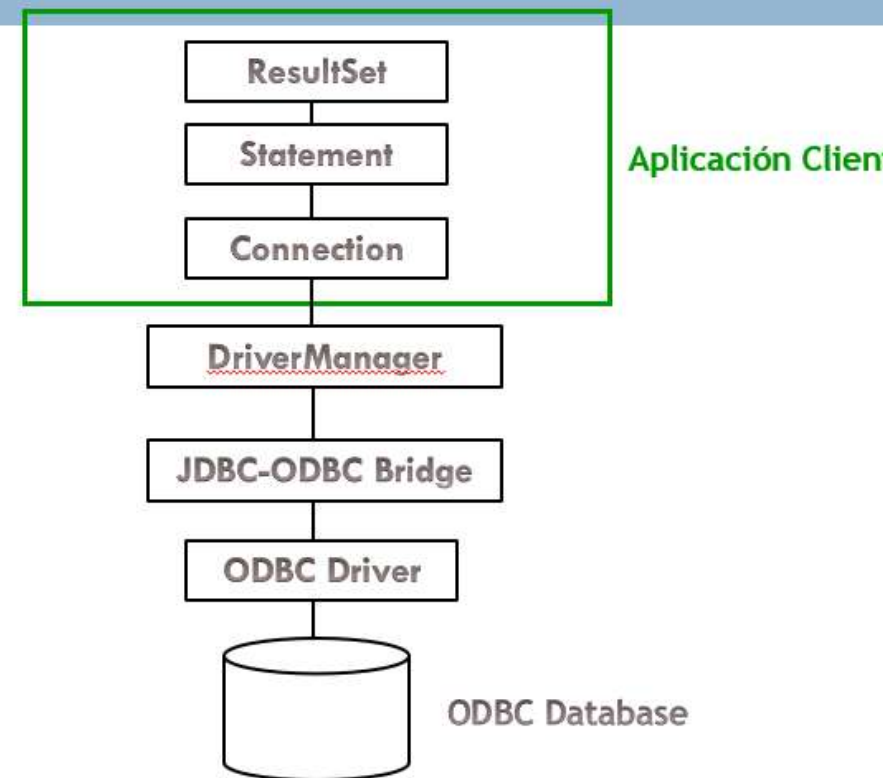 ResultSet
Statement
Aplicación Client
Connection
DriverManager
JDBC-ODBC Bridge
ODBC Driver
ODBC Database